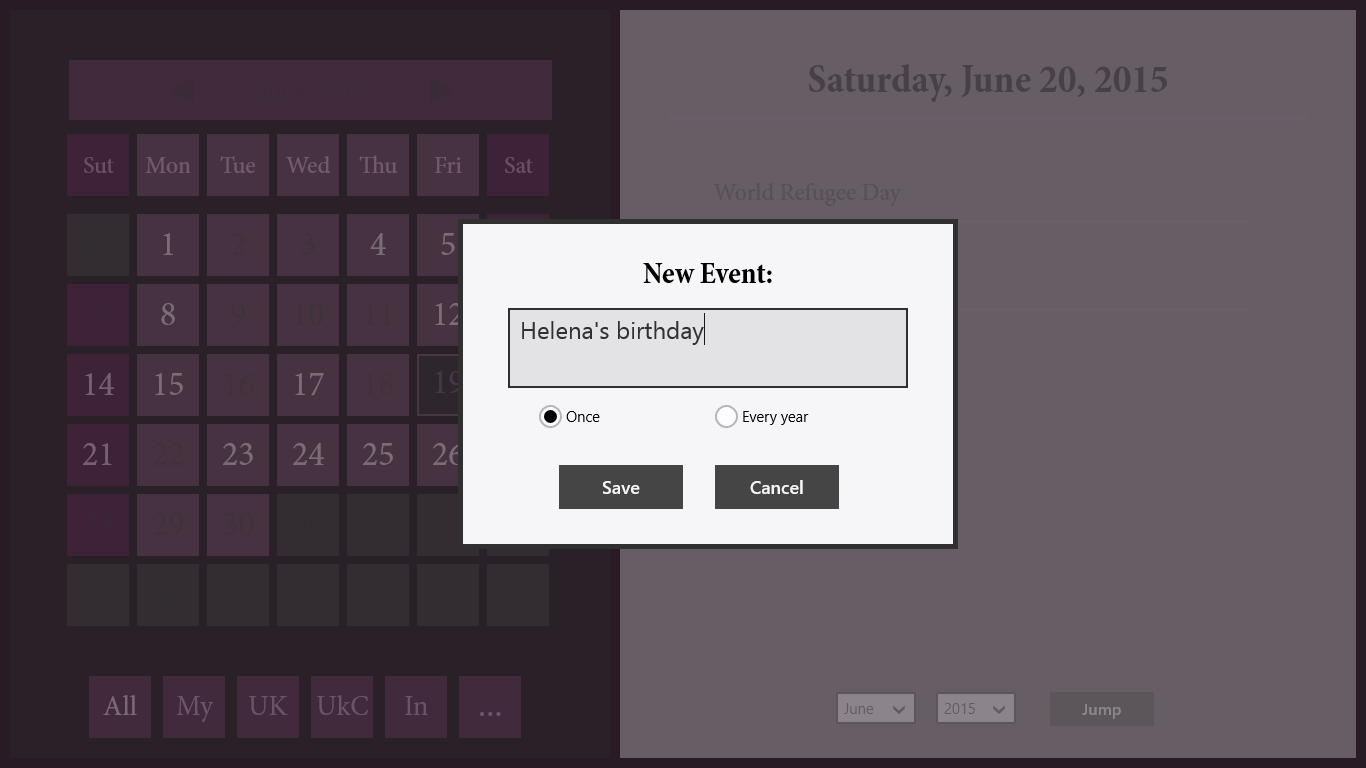 Saturday, June 20, 2015
Sut Mon Tue Wed Thu Fri Sat
World Refugee Day
1 2 3 4 5
8 9 10 11 12
14 15 16 17 18 19
21 22 23 24 25 26
29 30
New Event:
Helena's birthday
Once Every year
Save Cancel
All My UK UkC In ...
June 2015 Jump